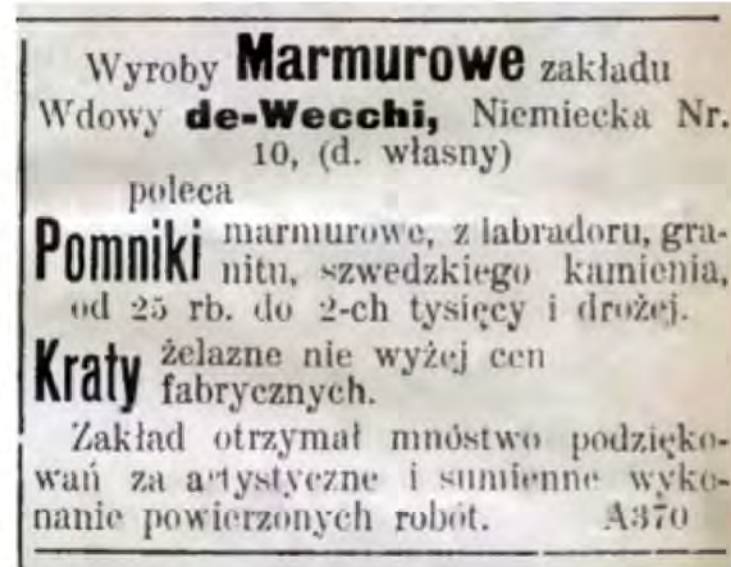 Wyroby Marmurowe zakładu
Wdowy de-Wecchi, Niemiecka Nr.
10, (d. własny)
poleca
Pomniki marmurowe, z labradoru, gra-
nitu, szwedzkiego kamienia,
od 25 rb. do 2-ch tysięcy i drożej.
Kraty żelazne nie wyżej cen
fabrycznych.
Zakład otrzymał mnóstwo podzięko-
wań za artystyczne i sumienne wyko-
nanie powierzonych robót. A370